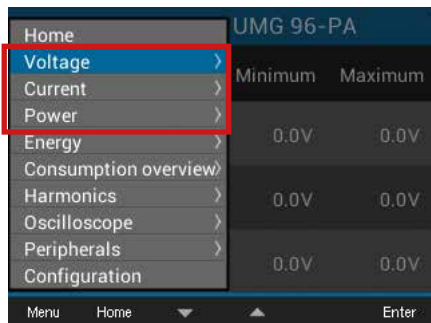 UMG 96-PA
Home
Voltage
Current
Power
Energy
Consumption overview
Harmonics
Oscilloscope
Peripherals
Configuration
Minimum Maximum
0.0V 0.0V
0.0V 0.0V
0.0V 0.0V
Menu Home Enter